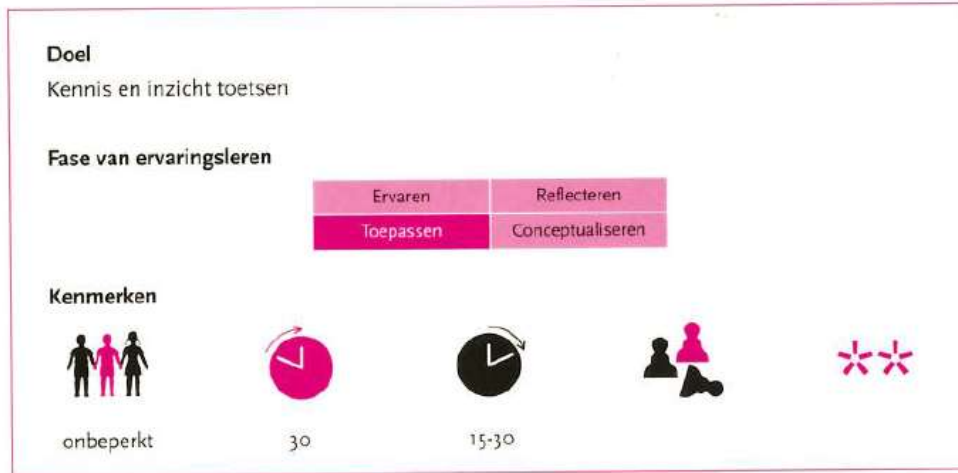 Doel
Kennis en inzicht toetsen
Fase van ervaringsleren
Ervaren Reflecteren
Toepassen Conceptualiseren
Kenmerken
onbeperkt 30 15-30